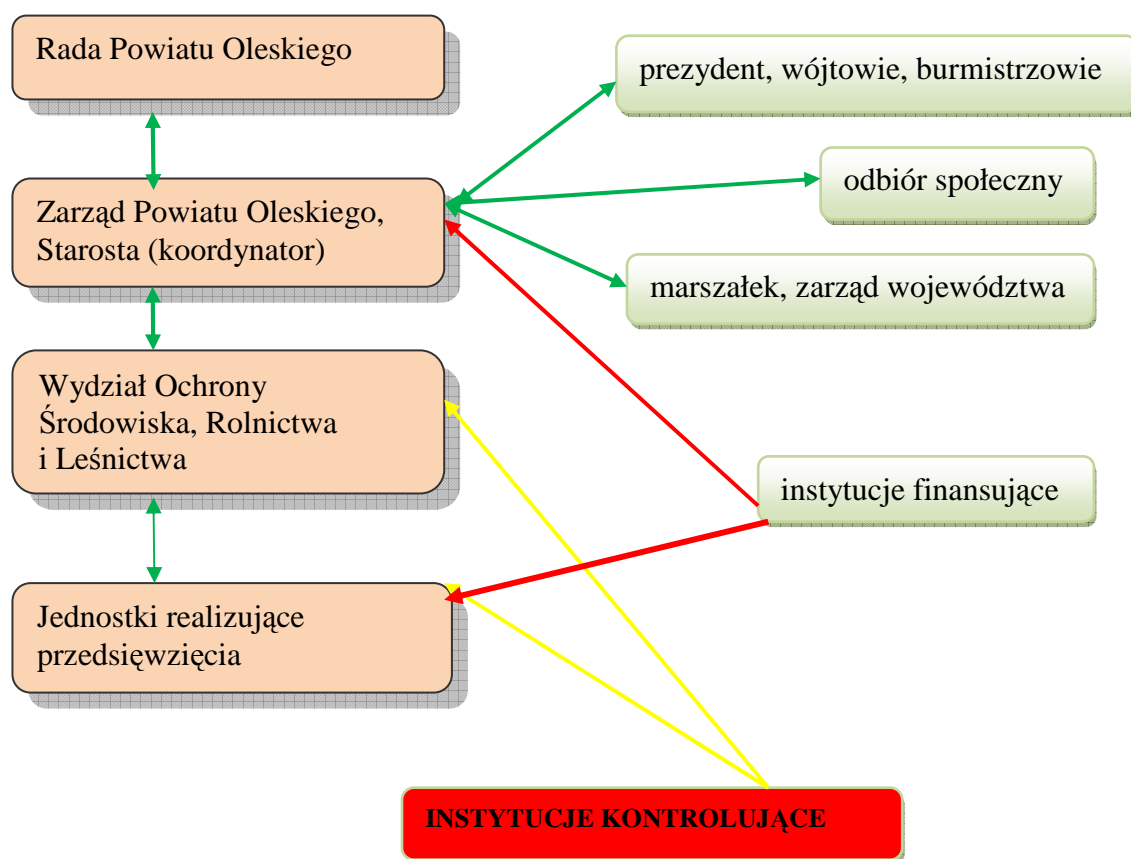 Rada Powiatu Oleskiego
prezydent, wójtowie, burmistrzowie
odbiór społeczny
Zarząd Powiatu Oleskiego,
Starosta (koordynator)
marszałek, zarząd województwa
Wydział Ochrony
Środowiska, Rolnictwa
i Leśnictwa
instytucje finansujące
Jednostki realizujące
przedsięwzięcia
INSTYTUCJE KONTROLUJĄCE